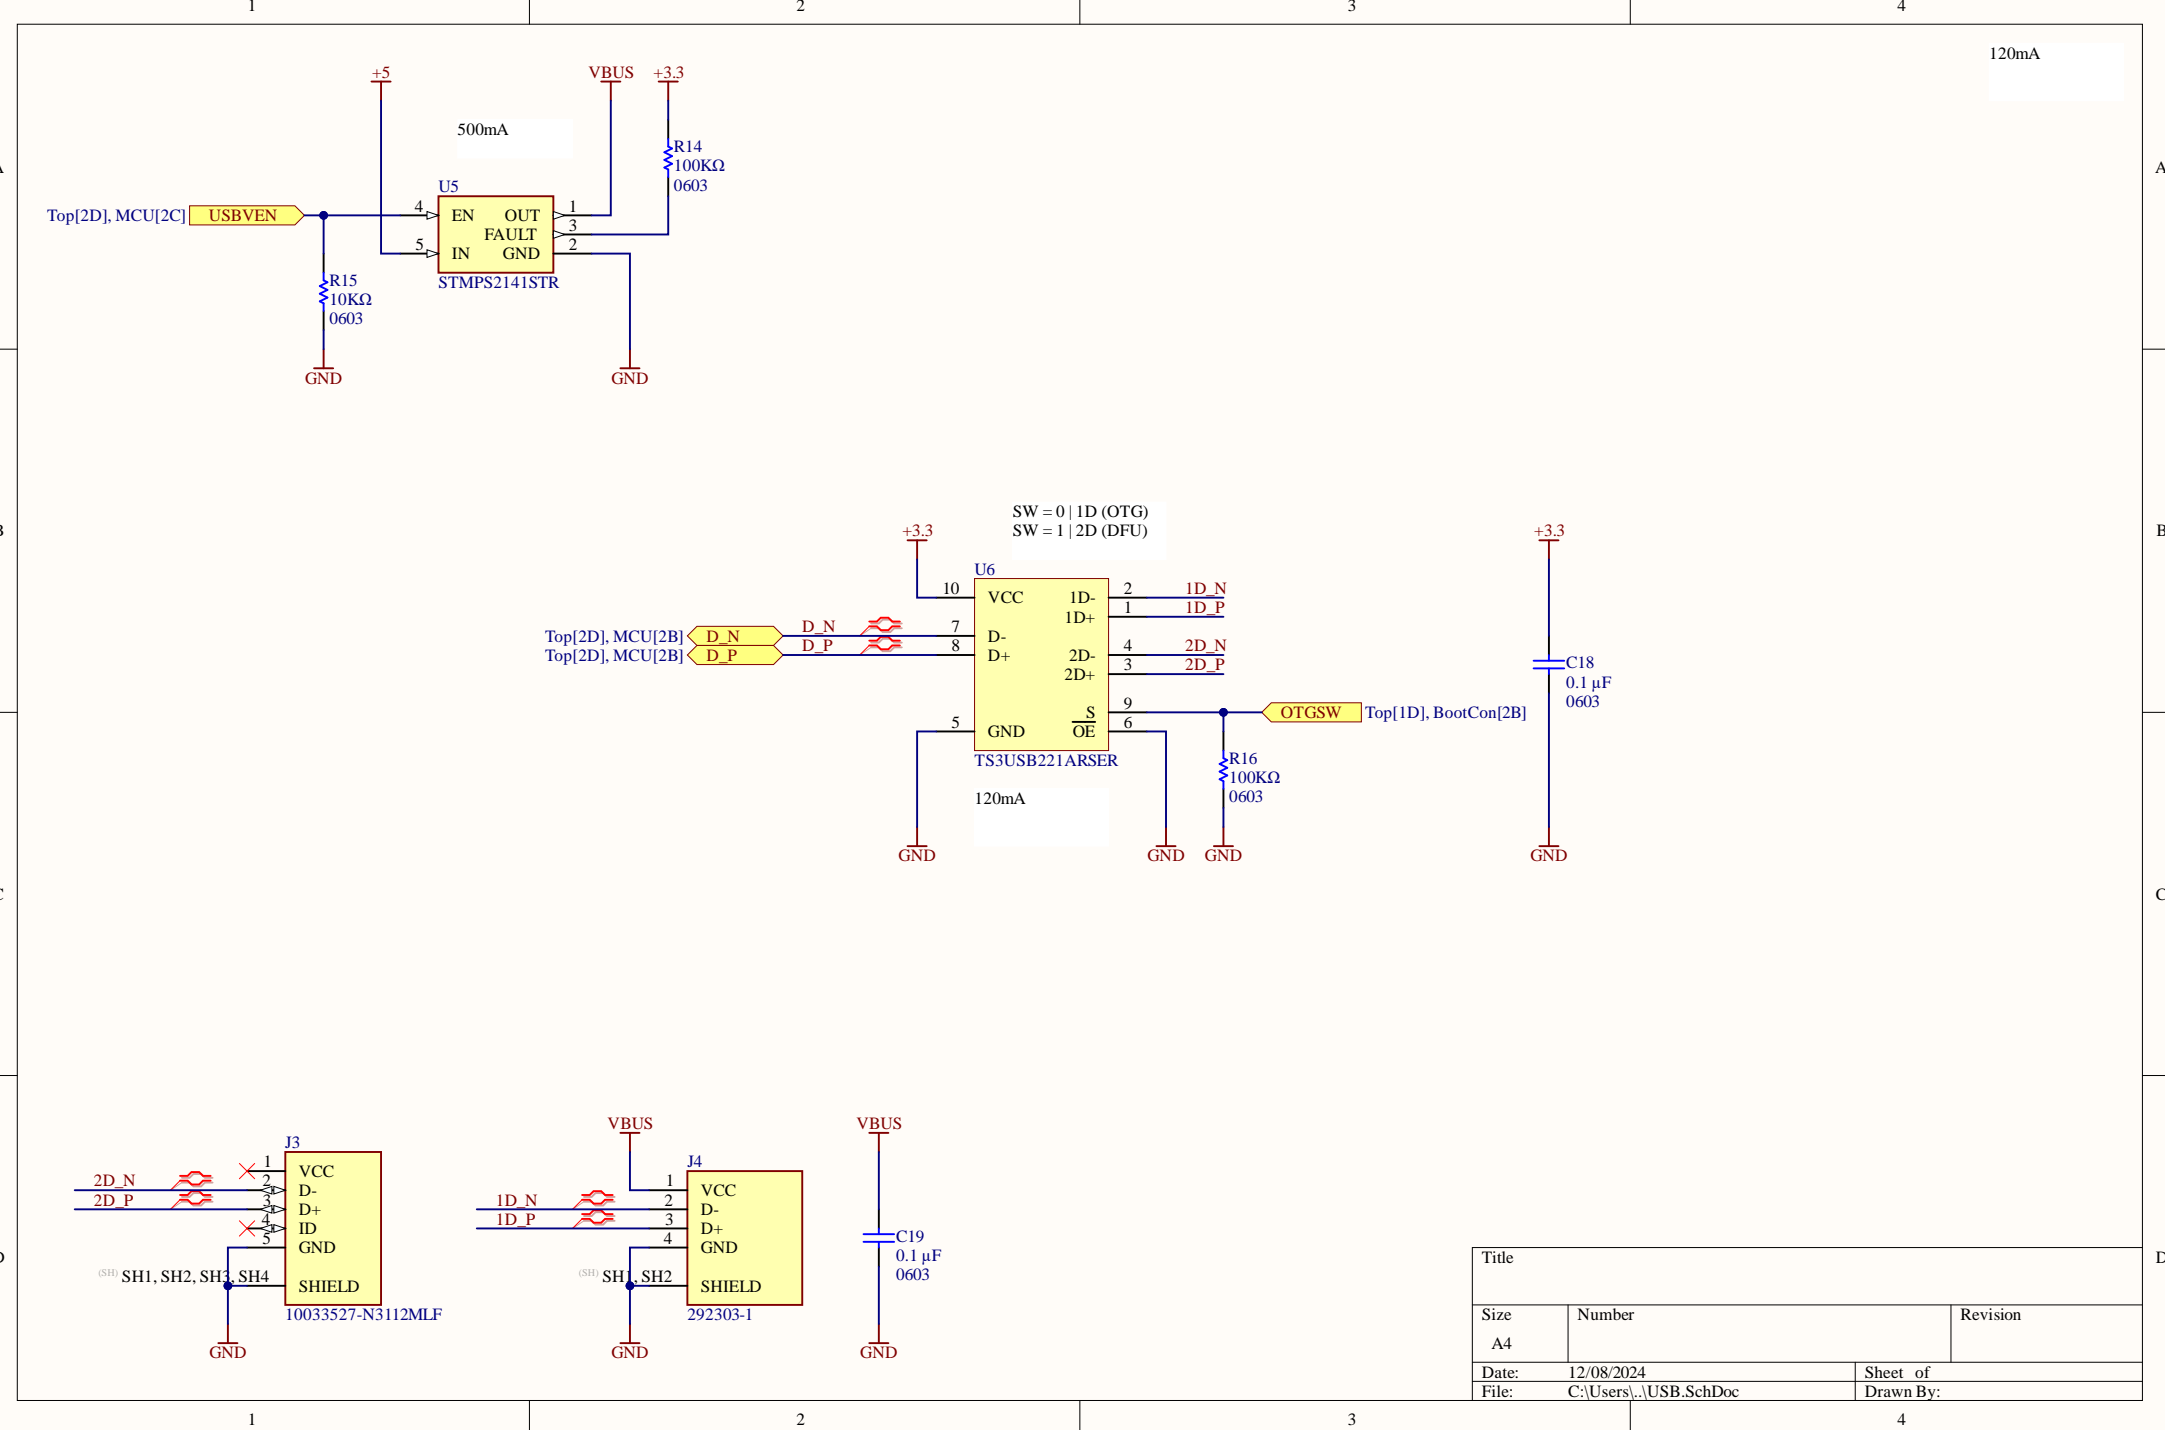 1 2 3 4
120mA
+5 VBUS +3.3
500mA
R14
100KΩ
0603
U5
Top[2D], MCU[2C] USBVEN
4 EN OUT 1
FAULT 3
5 IN GND 2
STMPS2141STR
R15
10KΩ
0603
GND GND
A A
SW = 0 | 1D (OTG)
SW = 1 | 2D (DFU)
+3.3 +3.3
B B
U6
10 VCC 1D- 2 1D_N
1D+ 1 1D_P
Top[2D], MCU[2B] D_N D_N 7 D-
Top[2D], MCU[2B] D_P D_P 8 D+
2D- 4 2D_N
2D+ 3 2D_P
C18
0.1 µF
0603
S 9 OTGSW Top[1D], BootCon[2B]
5 GND OE 6
TS3USB221ARSER
R16
100KΩ
0603
120mA
GND GND GND GND
C C
VBUS VBUS
J3
1 VCC
2D_N 2 D-
2D_P 3 D+
4 ID
5 GND
(SH) SH1, SH2, SH3, SH4 SHIELD
10033527-N3112MLF
GND
J4
1 VCC
1D_N 2 D-
1D_P 3 D+
4 GND
(SH) SH1, SH2 SHIELD
292303-1
GND
C19
0.1 µF
0603
GND
D D
Title
Size Number Revision
A4
Date: 12/08/2024 Sheet of
File: C:\Users\..\USB.SchDoc Drawn By:
1 2 3 4